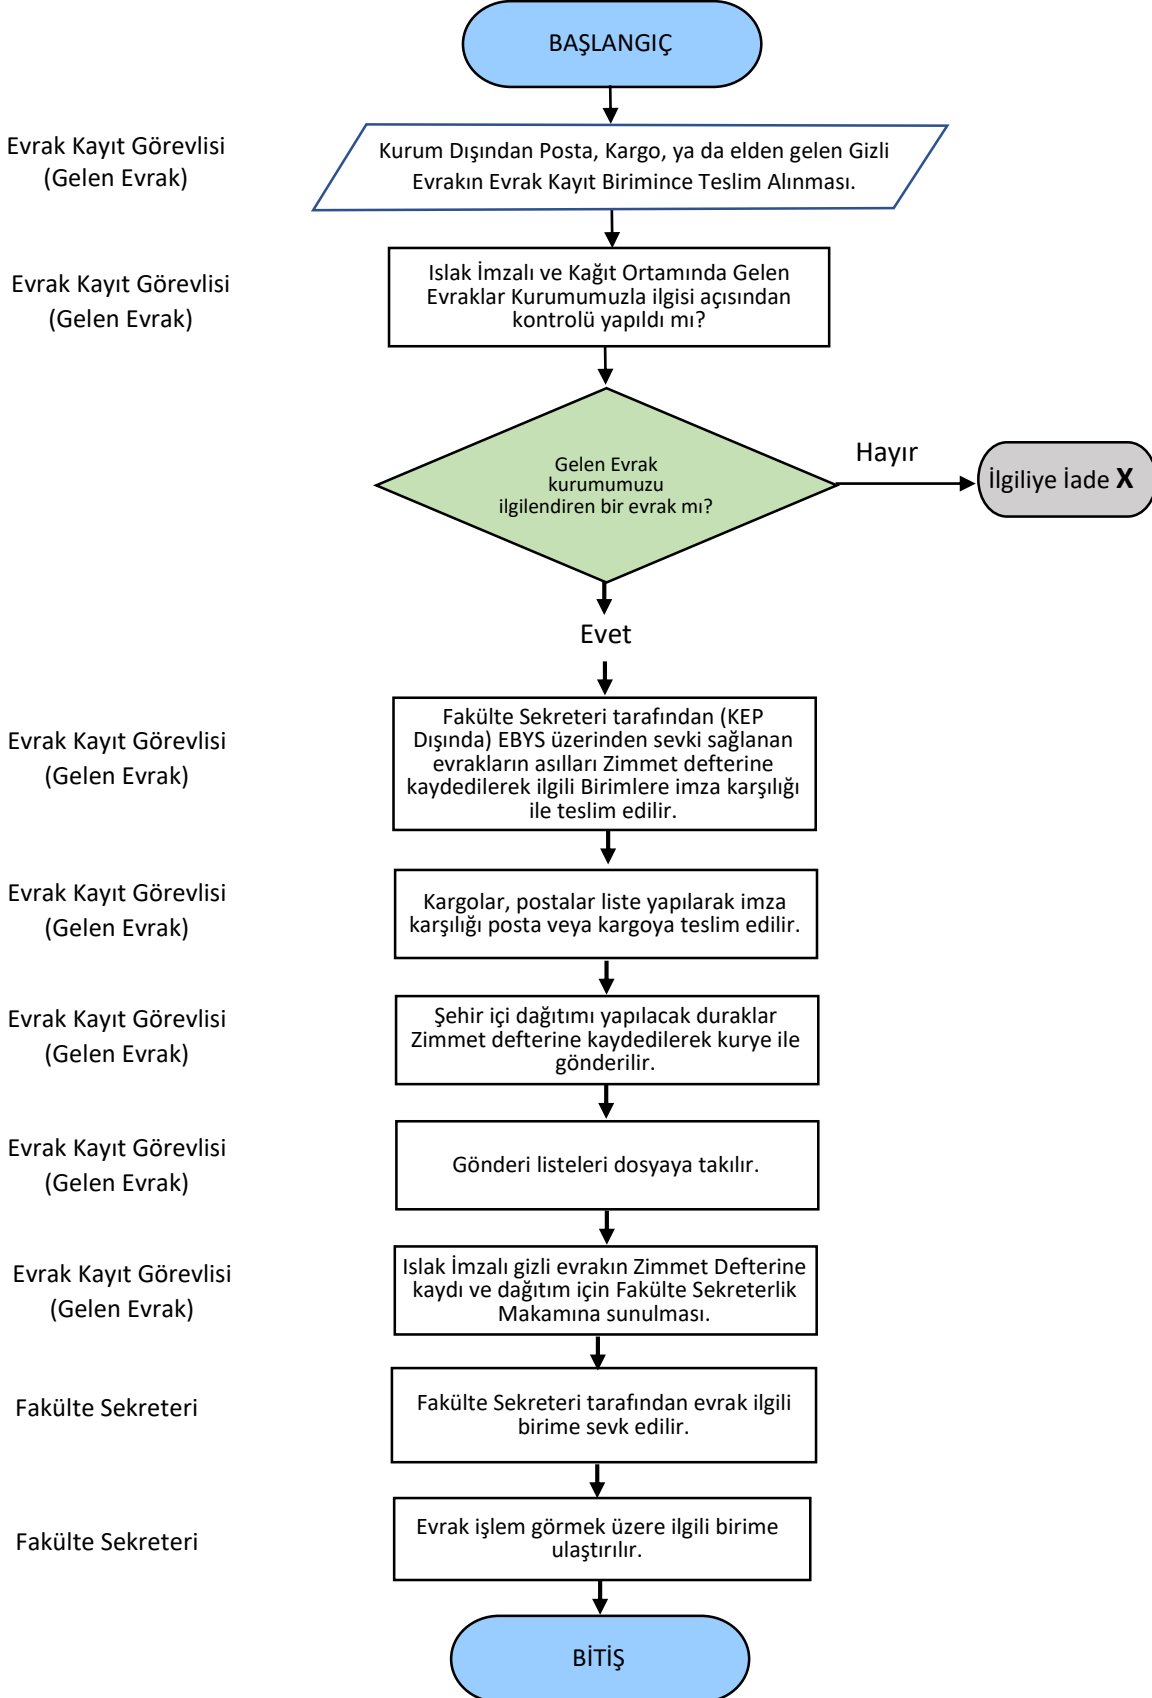 BAŞLANGIÇ
Evrak Kayıt Görevlisi
(Gelen Evrak)
Kurum Dışından Posta, Kargo, ya da elden gelen Gizli
Evrakın Evrak Kayıt Birimince Teslim Alınması.
Evrak Kayıt Görevlisi
(Gelen Evrak)
Islak İmzalı ve Kağıt Ortamında Gelen
Evraklar Kurumumuzla ilgisi açısından
kontrolü yapıldı mı?
Gelen Evrak
kurumumuzu
ilgilendiren bir evrak mı?
Hayır
İlgiliye İade X
Evet
Evrak Kayıt Görevlisi
(Gelen Evrak)
Fakülte Sekreteri tarafından (KEP
Dışında) EBYS üzerinden sevki sağlanan
evrakların asılları Zimmet defterine
kaydedilerek ilgili Birimlere imza karşılığı
ile teslim edilir.
Evrak Kayıt Görevlisi
(Gelen Evrak)
Kargolar, postalar liste yapılarak imza
karşılığı posta veya kargoya teslim edilir.
Evrak Kayıt Görevlisi
(Gelen Evrak)
Şehir içi dağıtımı yapılacak duraklar
Zimmet defterine kaydedilerek kurye ile
gönderilir.
Evrak Kayıt Görevlisi
(Gelen Evrak)
Gönderi listeleri dosyaya takılır.
Evrak Kayıt Görevlisi
(Gelen Evrak)
Islak İmzalı gizli evrakın Zimmet Defterine
kaydı ve dağıtım için Fakülte Sekreterlik
Makamına sunulması.
Fakülte Sekreteri
Fakülte Sekreteri tarafından evrak ilgili
birime sevk edilir.
Fakülte Sekreteri
Evrak işlem görmek üzere ilgili birime
ulaştırılır.
BİTİŞ